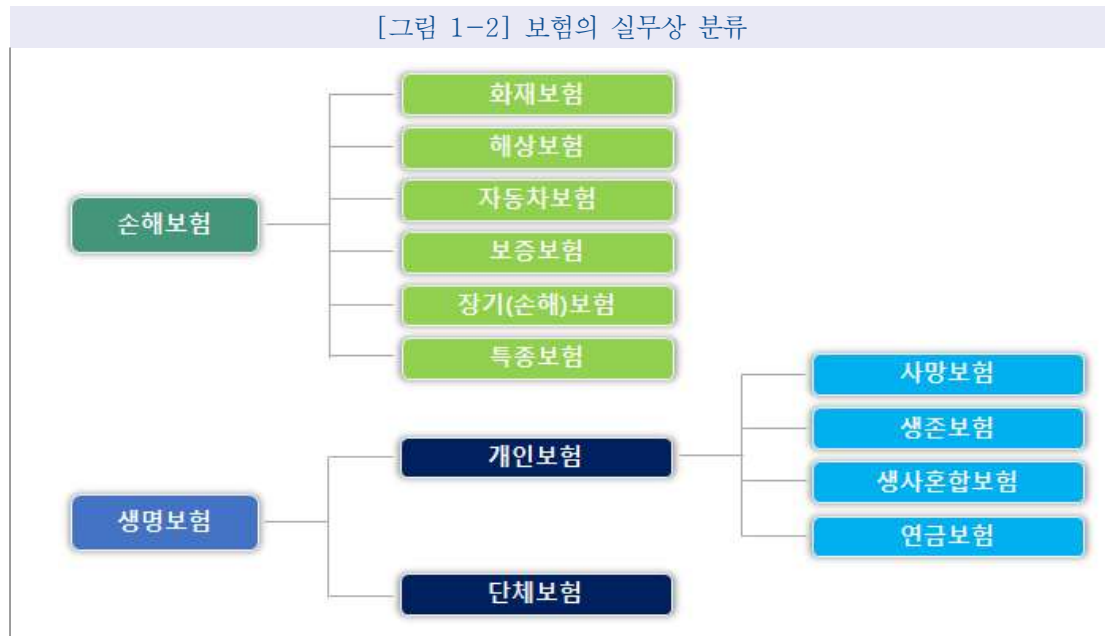 [그림 1-2] 보험의 실무상 분류
손해보험
화재보험
해상보험
자동차보험
보증보험
장기(손해)보험
특종보험
생명보험
개인보험
단체보험
사망보험
생존보험
생사혼합보험
연금보험